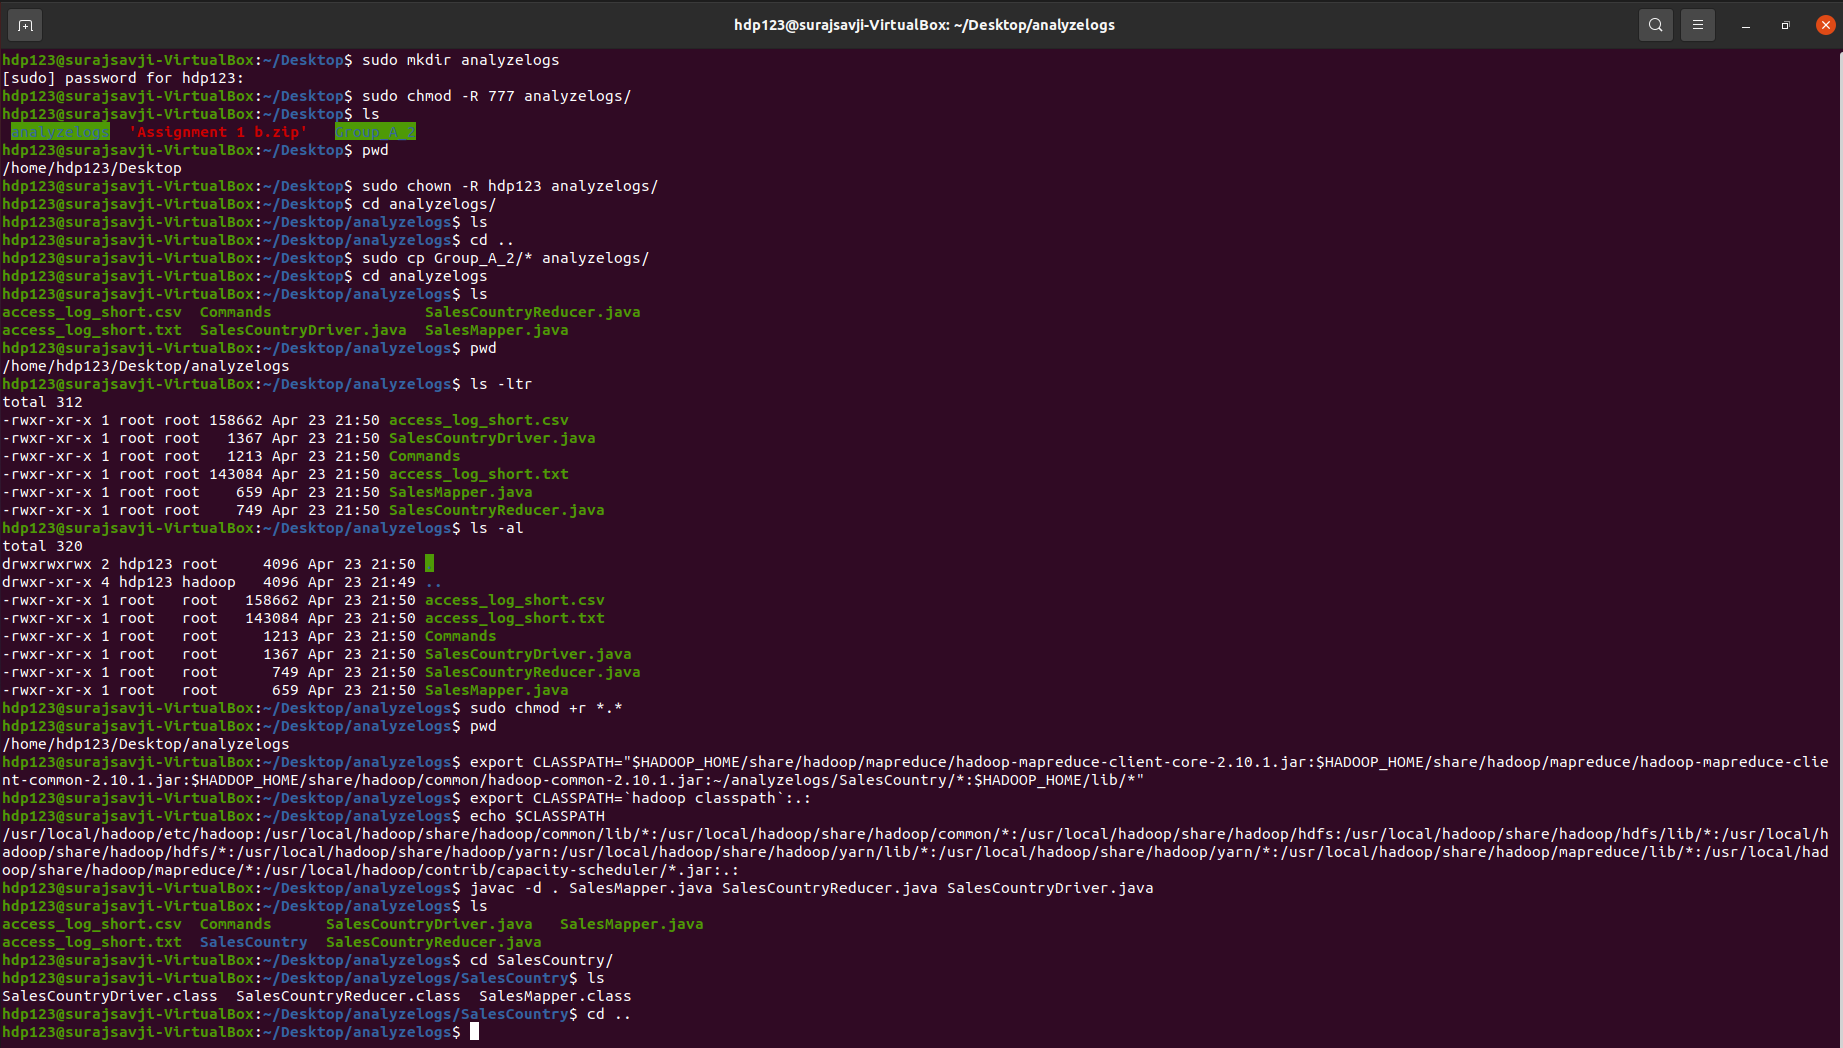 hdp123@surajsavji-VirtualBox: ~/Desktop/analyzelogs
hdp123@surajsavji-VirtualBox:~/Desktop$ sudo mkdir analyzelogs
[sudo] password for hdp123:
hdp123@surajsavji-VirtualBox:~/Desktop$ sudo chmod -R 777 analyzelogs/
hdp123@surajsavji-VirtualBox:~/Desktop$ ls
analyzelogs  'Assignment 1 b.zip'   Group_A_2
hdp123@surajsavji-VirtualBox:~/Desktop$ pwd
/home/hdp123/Desktop
hdp123@surajsavji-VirtualBox:~/Desktop$ sudo chown -R hdp123 analyzelogs/
hdp123@surajsavji-VirtualBox:~/Desktop$ cd analyzelogs/
hdp123@surajsavji-VirtualBox:~/Desktop/analyzelogs$ ls
hdp123@surajsavji-VirtualBox:~/Desktop/analyzelogs$ cd ..
hdp123@surajsavji-VirtualBox:~/Desktop$ sudo cp Group_A_2/* analyzelogs/
hdp123@surajsavji-VirtualBox:~/Desktop$ cd analyzelogs
hdp123@surajsavji-VirtualBox:~/Desktop/analyzelogs$ ls
access_log_short.csv  Commands                 SalesCountryReducer.java
access_log_short.txt  SalesCountryDriver.java  SalesMapper.java
hdp123@surajsavji-VirtualBox:~/Desktop/analyzelogs$ pwd
/home/hdp123/Desktop/analyzelogs
hdp123@surajsavji-VirtualBox:~/Desktop/analyzelogs$ ls -ltr
total 312
-rwxr-xr-x 1 root root 158662 Apr 23 21:50 access_log_short.csv
-rwxr-xr-x 1 root root   1367 Apr 23 21:50 SalesCountryDriver.java
-rwxr-xr-x 1 root root   1213 Apr 23 21:50 Commands
-rwxr-xr-x 1 root root 143084 Apr 23 21:50 access_log_short.txt
-rwxr-xr-x 1 root root    659 Apr 23 21:50 SalesMapper.java
-rwxr-xr-x 1 root root    749 Apr 23 21:50 SalesCountryReducer.java
hdp123@surajsavji-VirtualBox:~/Desktop/analyzelogs$ ls -al
total 320
drwxrwxrwx 2 hdp123 root     4096 Apr 23 21:50 .
drwxr-xr-x 4 hdp123 hadoop   4096 Apr 23 21:49 ..
-rwxr-xr-x 1 root   root   158662 Apr 23 21:50 access_log_short.csv
-rwxr-xr-x 1 root   root   143084 Apr 23 21:50 access_log_short.txt
-rwxr-xr-x 1 root   root     1213 Apr 23 21:50 Commands
-rwxr-xr-x 1 root   root     1367 Apr 23 21:50 SalesCountryDriver.java
-rwxr-xr-x 1 root   root      749 Apr 23 21:50 SalesCountryReducer.java
-rwxr-xr-x 1 root   root      659 Apr 23 21:50 SalesMapper.java
hdp123@surajsavji-VirtualBox:~/Desktop/analyzelogs$ sudo chmod +r *.*
hdp123@surajsavji-VirtualBox:~/Desktop/analyzelogs$ pwd
/home/hdp123/Desktop/analyzelogs
hdp123@surajsavji-VirtualBox:~/Desktop/analyzelogs$ export CLASSPATH="$HADOOP_HOME/share/hadoop/mapreduce/hadoop-mapreduce-client-core-2.10.1.jar:$HADOOP_HOME/share/hadoop/mapreduce/hadoop-mapreduce-clie
nt-common-2.10.1.jar:$HADOOP_HOME/share/hadoop/common/hadoop-common-2.10.1.jar:~/analyzelogs/SalesCountry/*:$HADOOP_HOME/lib/*"
hdp123@surajsavji-VirtualBox:~/Desktop/analyzelogs$ export CLASSPATH=`hadoop classpath`:.:
hdp123@surajsavji-VirtualBox:~/Desktop/analyzelogs$ echo $CLASSPATH
/usr/local/hadoop/etc/hadoop:/usr/local/hadoop/share/hadoop/common/lib/*:/usr/local/hadoop/share/hadoop/common/*:/usr/local/hadoop/share/hadoop/hdfs:/usr/local/hadoop/share/hadoop/hdfs/lib/*:/usr/local/h
adoop/share/hadoop/hdfs/*:/usr/local/hadoop/share/hadoop/yarn:/usr/local/hadoop/share/hadoop/yarn/lib/*:/usr/local/hadoop/share/hadoop/yarn/*:/usr/local/hadoop/share/hadoop/mapreduce/lib/*:/usr/local/had
oop/share/hadoop/mapreduce/*:/usr/local/hadoop/contrib/capacity-scheduler/*.jar:.:
hdp123@surajsavji-VirtualBox:~/Desktop/analyzelogs$ javac -d . SalesMapper.java SalesCountryReducer.java SalesCountryDriver.java
hdp123@surajsavji-VirtualBox:~/Desktop/analyzelogs$ ls
access_log_short.csv  Commands      SalesCountryDriver.java   SalesMapper.java
access_log_short.txt  SalesCountry  SalesCountryReducer.java
hdp123@surajsavji-VirtualBox:~/Desktop/analyzelogs$ cd SalesCountry/
hdp123@surajsavji-VirtualBox:~/Desktop/analyzelogs/SalesCountry$ ls
SalesCountryDriver.class  SalesCountryReducer.class  SalesMapper.class
hdp123@surajsavji-VirtualBox:~/Desktop/analyzelogs/SalesCountry$ cd ..
hdp123@surajsavji-VirtualBox:~/Desktop/analyzelogs$